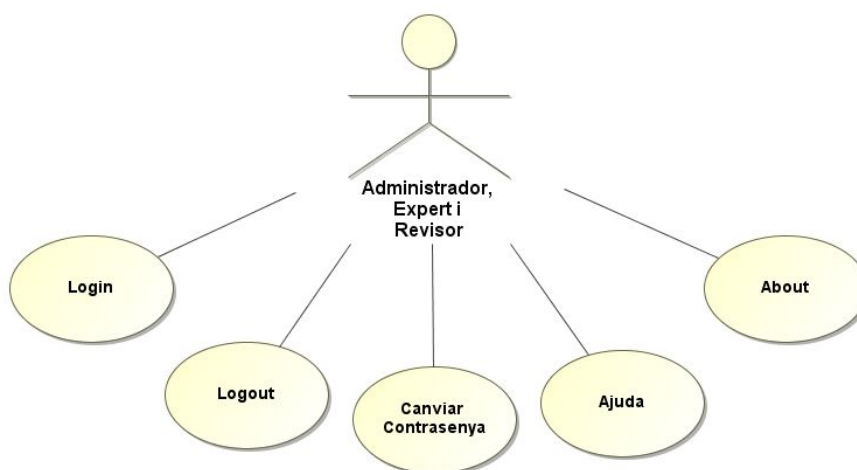 Administrador,
Expert i
Revisor
Login
About
Logout
Canviar
Contrasenya
Ajuda